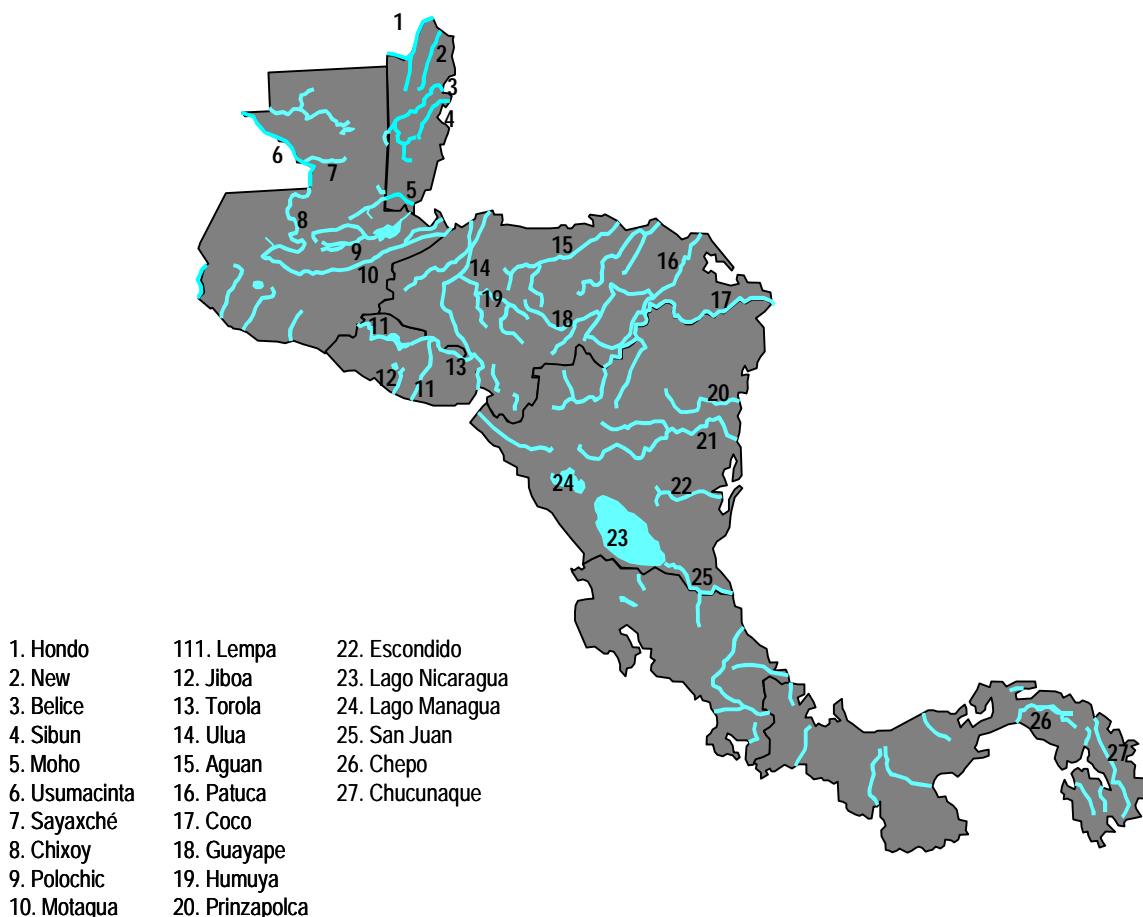 1
2
3
4
6
7
5
8
9
10
15
14
16
17
19
18
11
13
12
11
20
21
22
24
23
25
26
27
1. Hondo
2. New
3. Belice
4. Sibun
5. Moho
6. Usumacinta
7. Sayaxché
8. Chixoy
9. Polochic
10. Motagua
111. Lempa
12. Jiboa
13. Torola
14. Ulua
15. Aguan
16. Patuca
17. Coco
18. Guayape
19. Humuya
20. Prinzapolca
22. Escondido
23. Lago Nicaragua
24. Lago Managua
25. San Juan
26. Chepo
27. Chucunaque